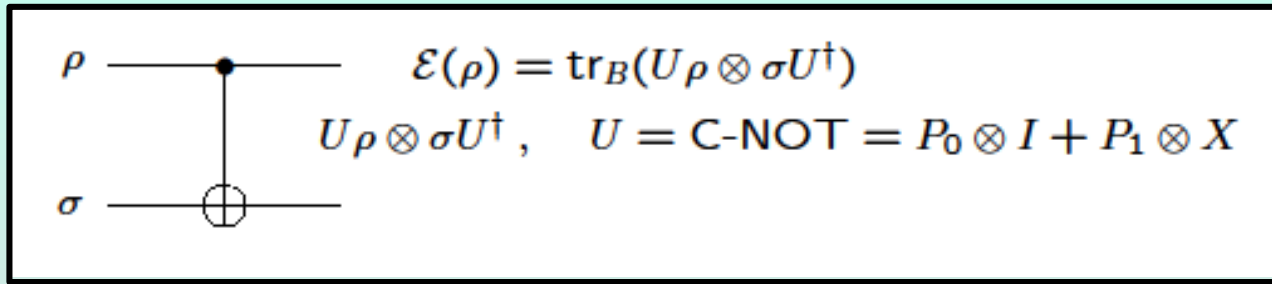 ρ ℰ(ρ) = tr_B(Uρ ⊗ σU†)
Uρ ⊗ σU† , U = C-NOT = P₀ ⊗ I + P₁ ⊗ X
σ